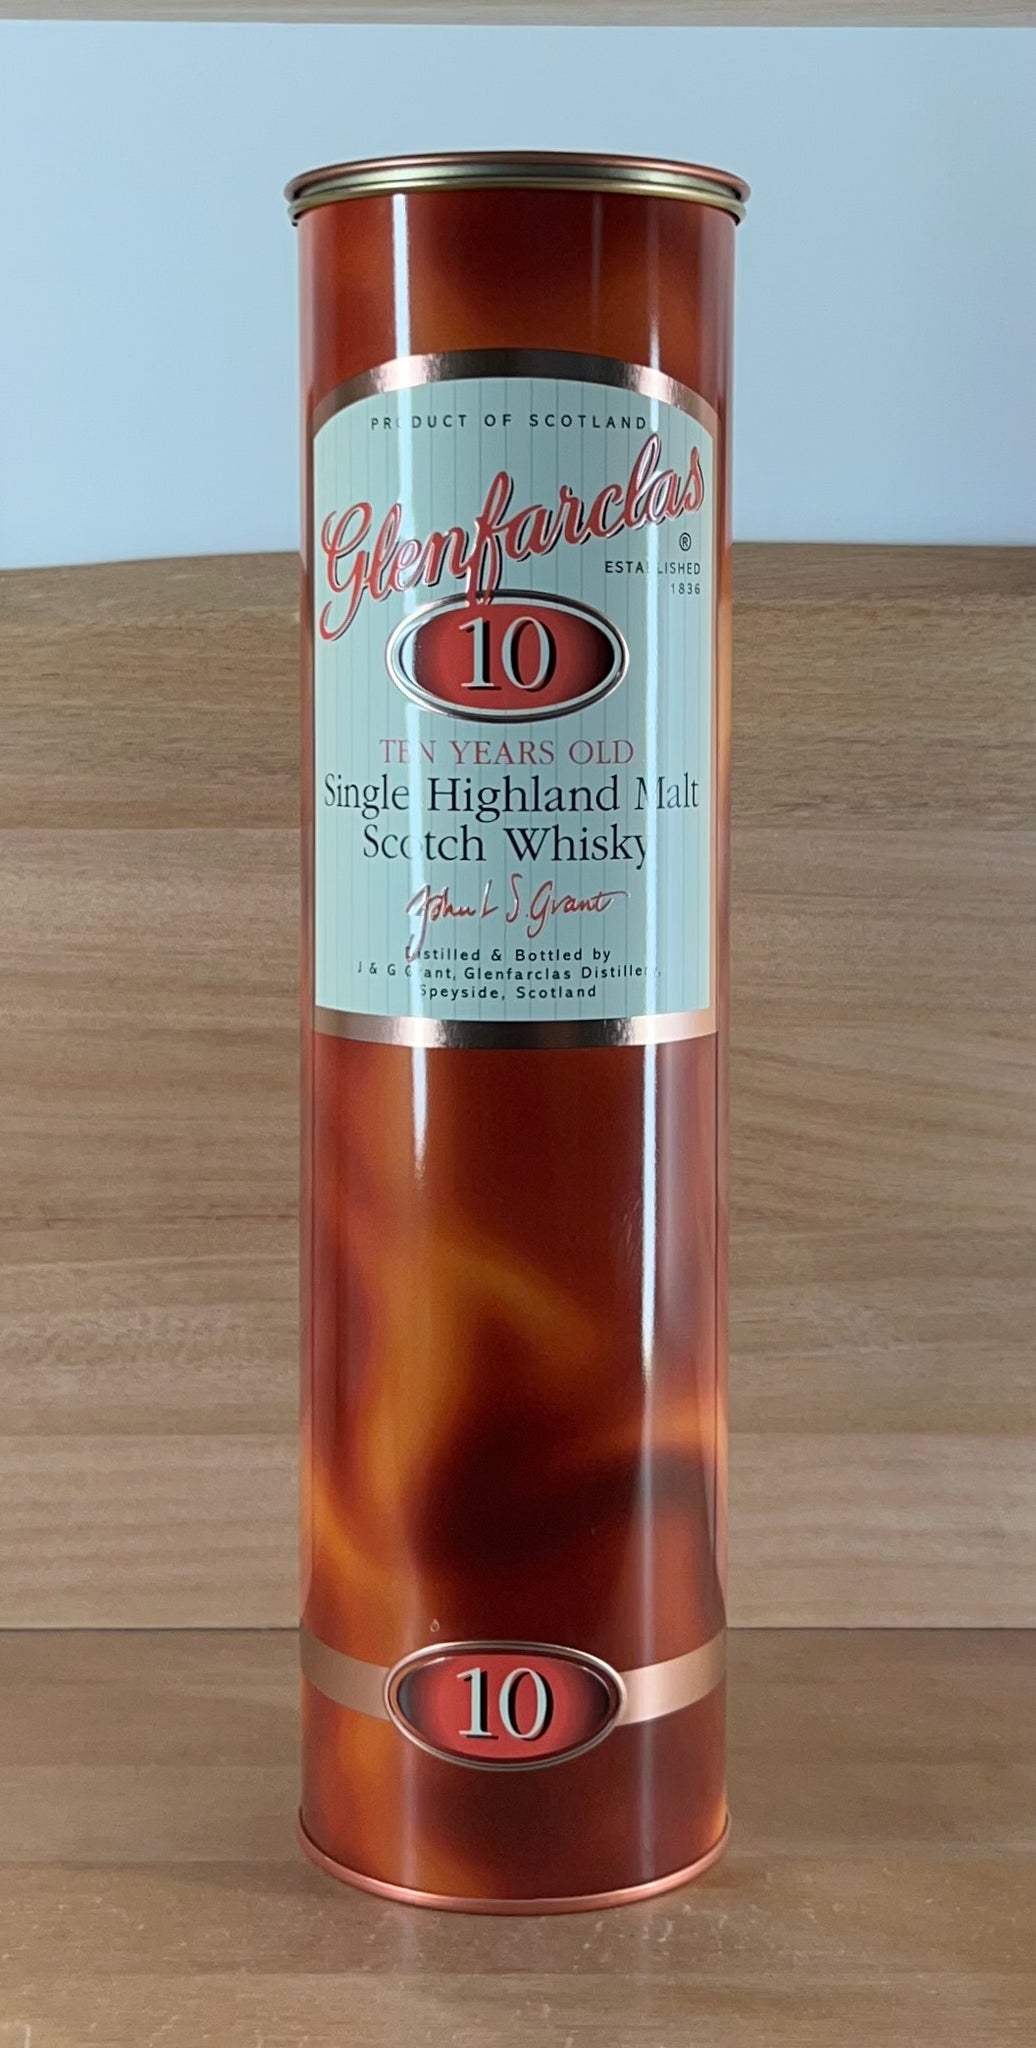 PRODUCT OF SCOTLAND
Glenfarclas
®
ESTABLISHED
1836
10
TEN YEARS OLD
Single Highland Malt
Scotch Whisky
John L S. Grant
Distilled & Bottled by
J & G Grant, Glenfarclas Distillery,
Speyside, Scotland
10